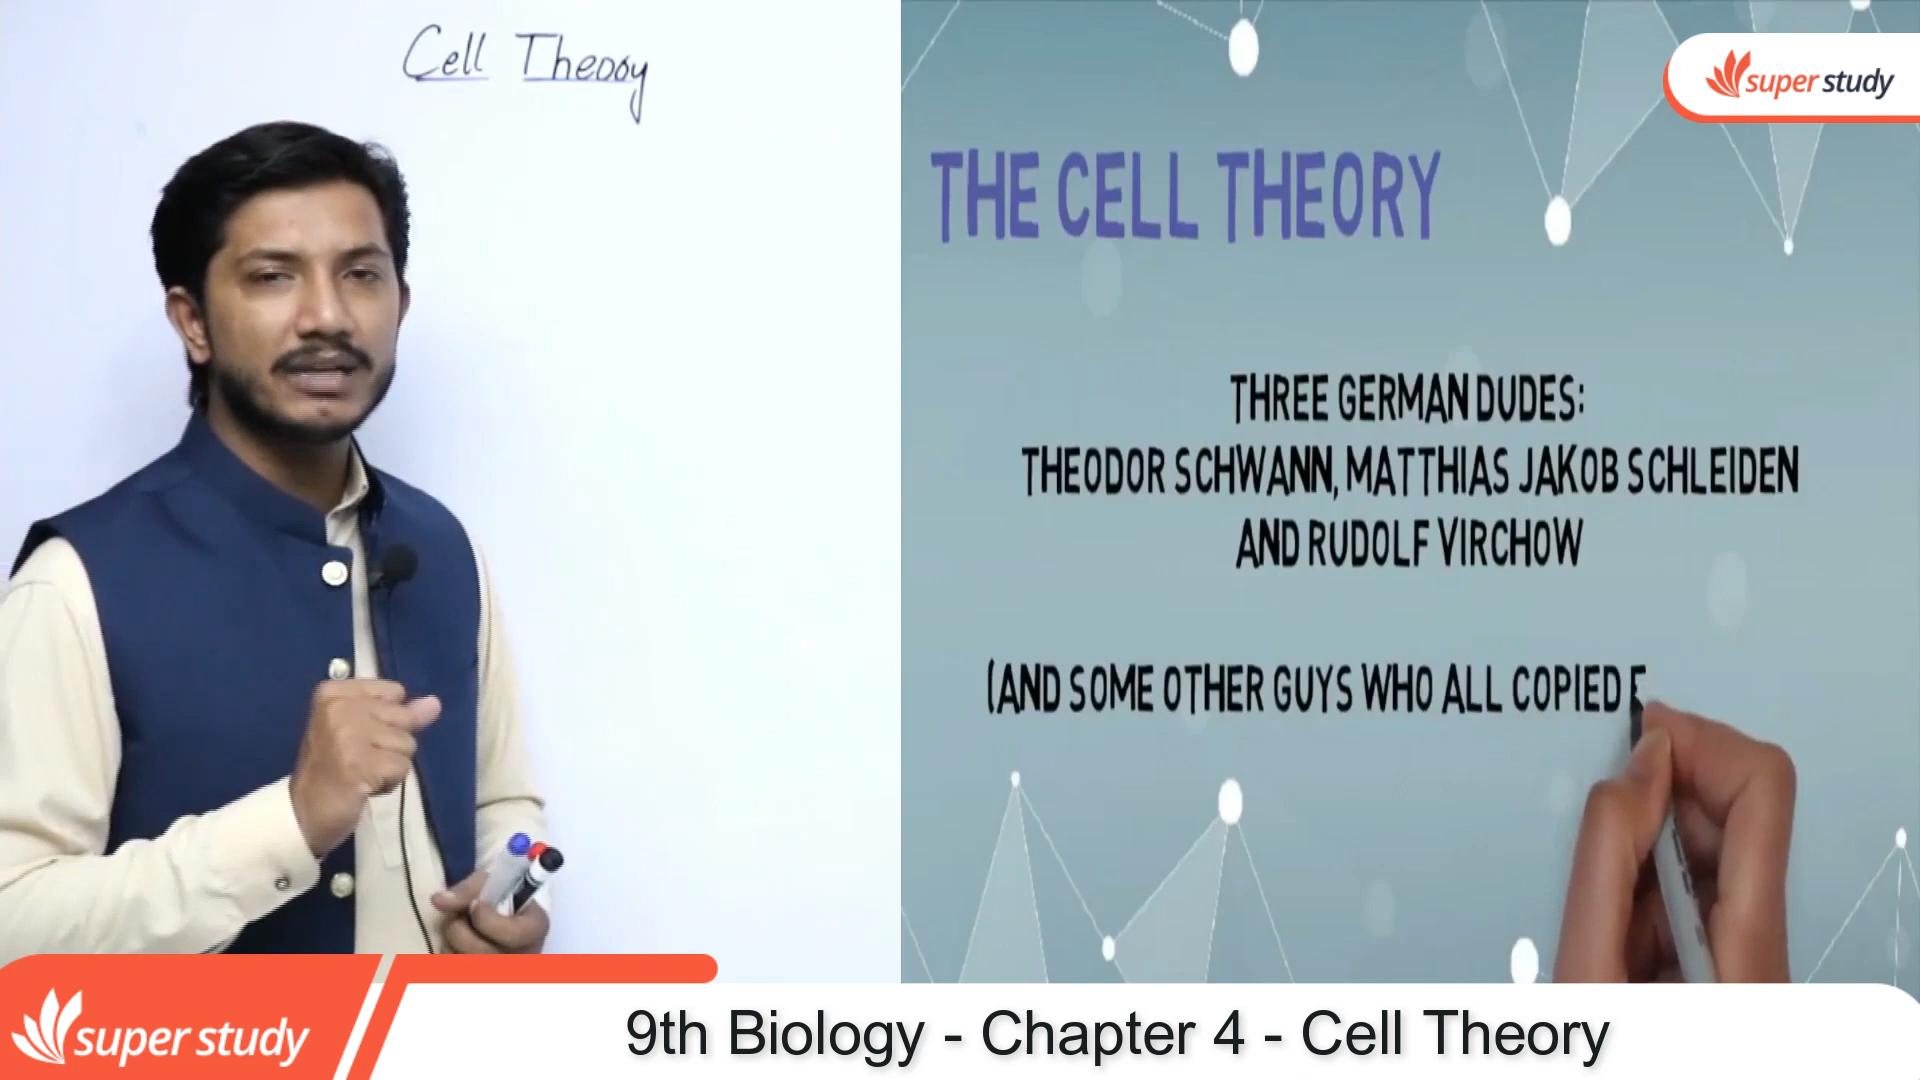 Cell Theory
super study
THE CELL THEORY
THREE GERMAN DUDES:
THEODOR SCHWANN, MATTHIAS JAKOB SCHLEIDEN
AND RUDOLF VIRCHOW
(AND SOME OTHER GUYS WHO ALL COPIED
super study
9th Biology - Chapter 4 - Cell Theory